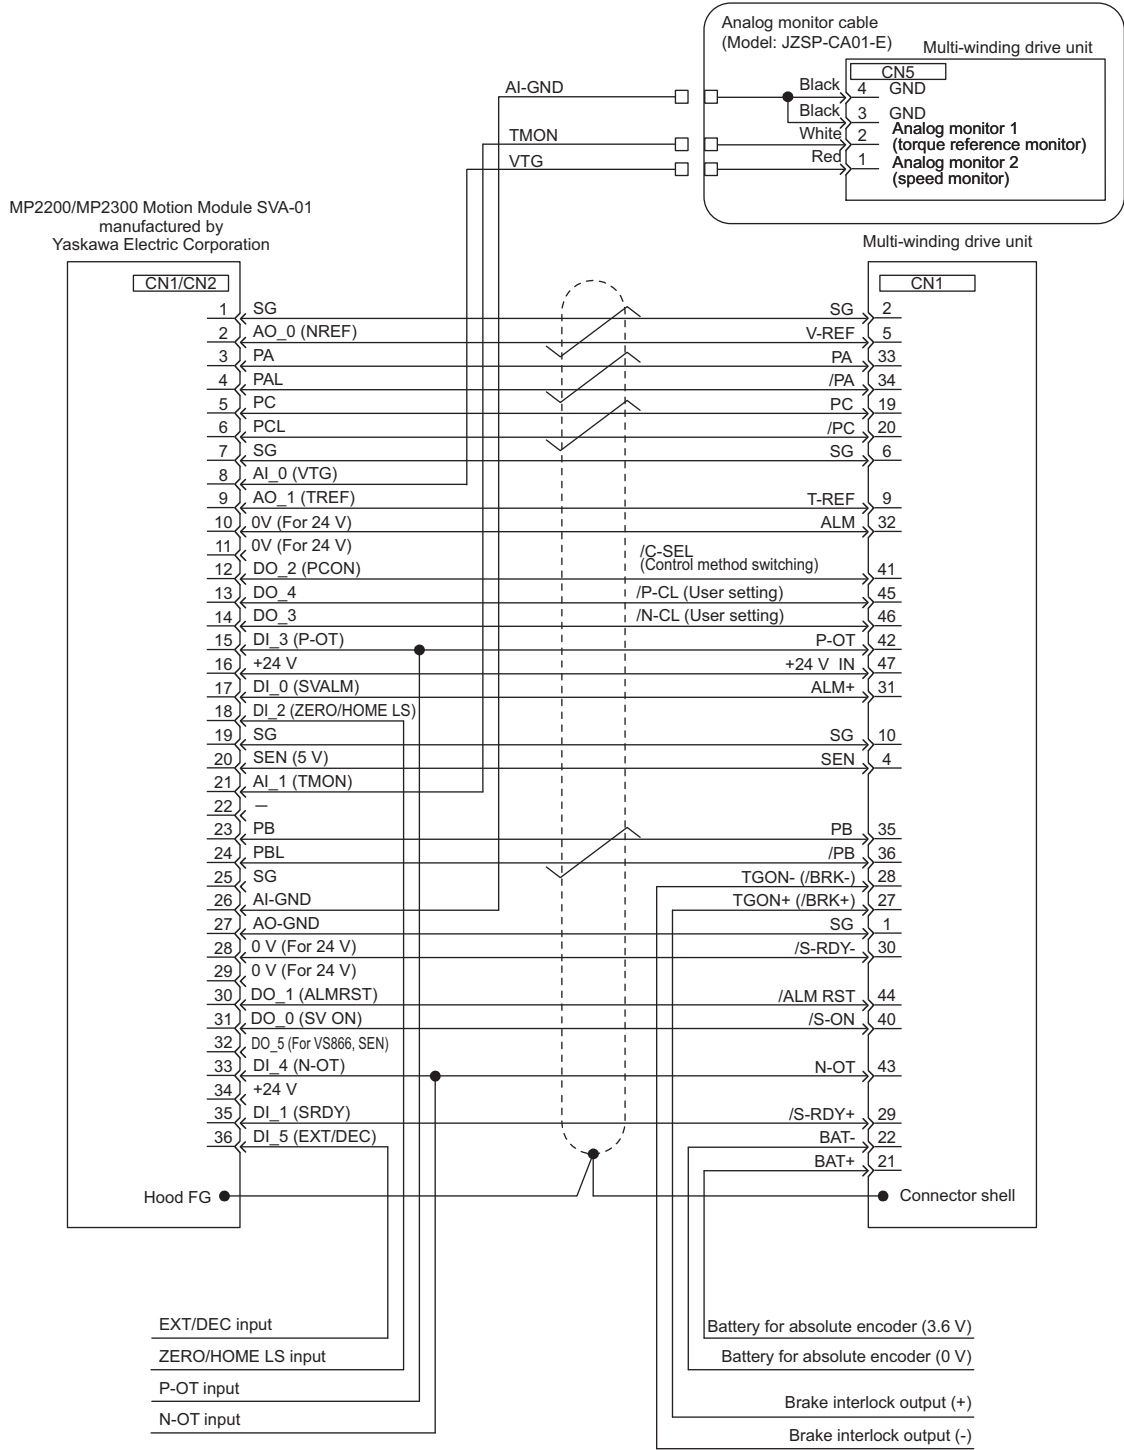 Analog monitor cable
(Model: JZSP-CA01-E)
Multi-winding drive unit
CN5
AI-GND
Black
4
GND
Black
3
GND
TMON
White
2
Analog monitor 1
(torque reference monitor)
VTG
Red
1
Analog monitor 2
(speed monitor)
MP2200/MP2300 Motion Module SVA-01
manufactured by
Yaskawa Electric Corporation
Multi-winding drive unit
CN1/CN2
CN1
1 SG SG 2
2 AO_0 (NREF) V-REF 5
3 PA PA 33
4 PAL /PA 34
5 PC PC 19
6 PCL /PC 20
7 SG SG 6
8 AI_0 (VTG)
9 AO_1 (TREF) T-REF 9
10 0V (For 24 V) ALM 32
11 0V (For 24 V)
/C-SEL
(Control method switching)
12 DO_2 (PCON) 41
13 DO_4 /P-CL (User setting) 45
14 DO_3 /N-CL (User setting) 46
15 DI_3 (P-OT) P-OT 42
16 +24 V +24 V IN 47
17 DI_0 (SVALM) ALM+ 31
18 DI_2 (ZERO/HOME LS)
19 SG SG 10
20 SEN (5 V) SEN 4
21 AI_1 (TMON)
22 —
23 PB PB 35
24 PBL /PB 36
25 SG TGON- (/BRK-) 28
26 AI-GND TGON+ (/BRK+) 27
27 AO-GND SG 1
28 0 V (For 24 V) /S-RDY- 30
29 0 V (For 24 V)
30 DO_1 (ALMRST) /ALM RST 44
31 DO_0 (SV ON) /S-ON 40
32 DO_5 (For VS866, SEN)
33 DI_4 (N-OT) N-OT 43
34 +24 V
35 DI_1 (SRDY) /S-RDY+ 29
36 DI_5 (EXT/DEC) BAT- 22
BAT+ 21
Hood FG
Connector shell
EXT/DEC input
Battery for absolute encoder (3.6 V)
ZERO/HOME LS input
Battery for absolute encoder (0 V)
P-OT input
Brake interlock output (+)
N-OT input
Brake interlock output (-)